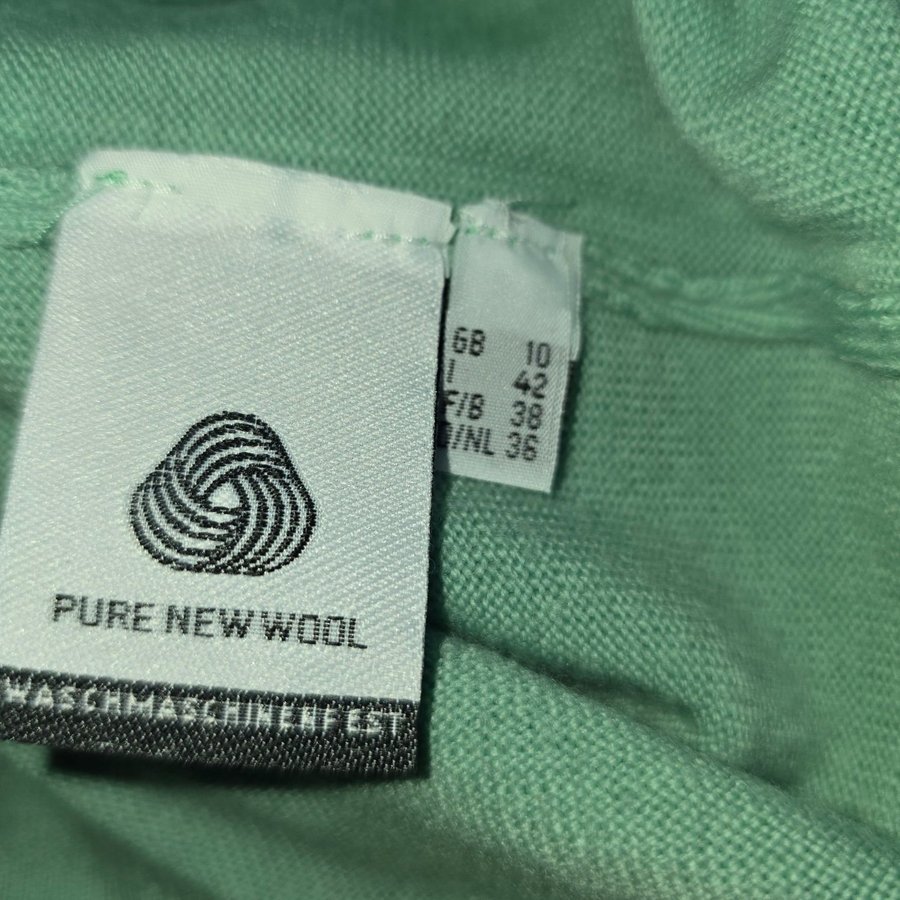 PURE NEW WOOL
WASCHMASCHINENFEST
GB 10
I 42
F/B 38
D/NL 36